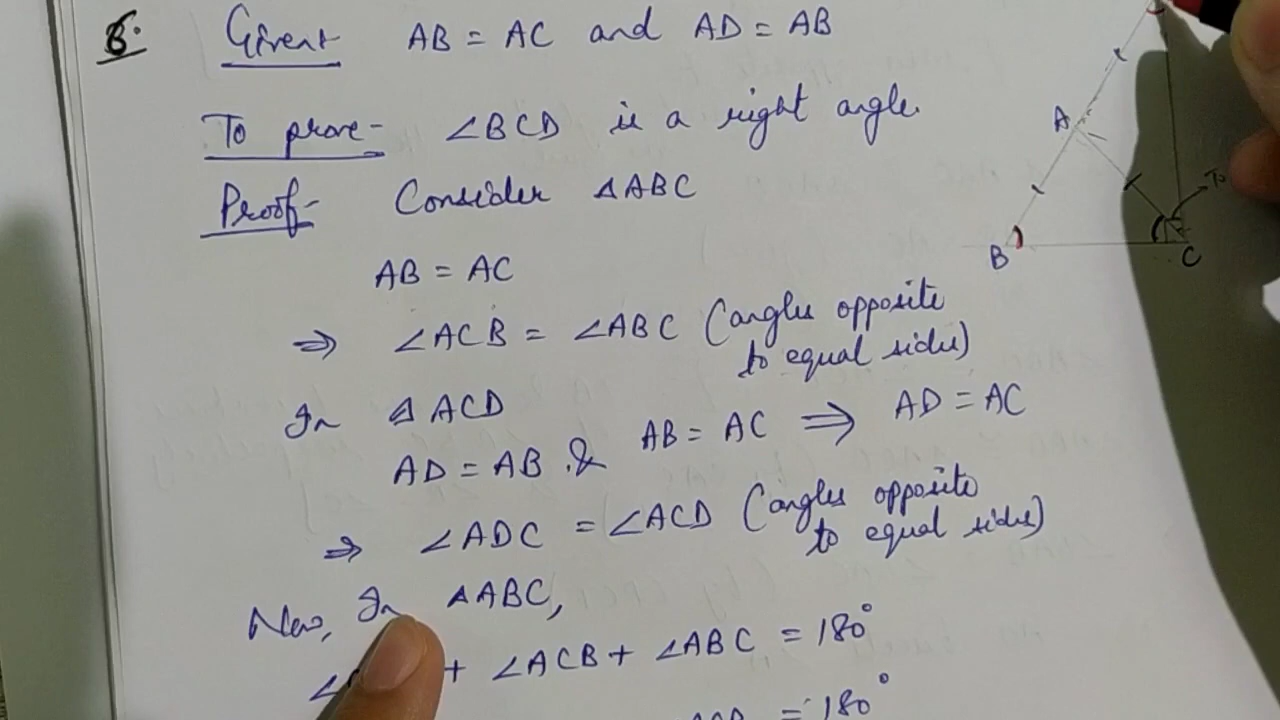 6. Given- AB = AC and AD = AB
To prove- ∠BCD is a right angle.
Proof- Consider ΔABC
AB = AC
⇒ ∠ACB = ∠ABC (angles opposite
to equal sides)
In ΔACD
AD = AB & AB = AC ⇒ AD = AC
⇒ ∠ADC = ∠ACD (angles opposite
to equal sides)
Now, In ΔABC,
∠ + ∠ACB + ∠ABC = 180°
= 180°
A
B
C
To